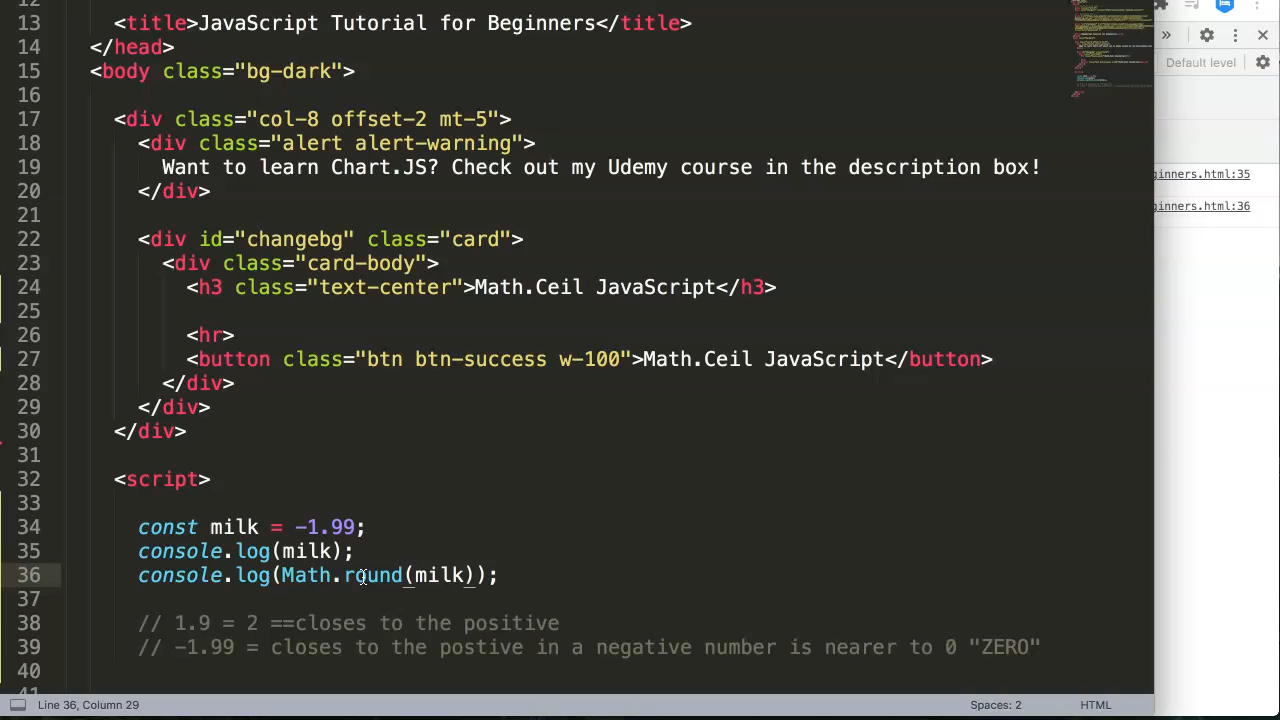 12
13 <title>JavaScript Tutorial for Beginners</title>
14 </head>
15 <body class="bg-dark">
16
17 <div class="col-8 offset-2 mt-5">
18 <div class="alert alert-warning">
19 Want to learn Chart.JS? Check out my Udemy course in the description box!
20 </div>
21
22 <div id="changebg" class="card">
23 <div class="card-body">
24 <h3 class="text-center">Math.Ceil JavaScript</h3>
25
26 <hr>
27 <button class="btn btn-success w-100">Math.Ceil JavaScript</button>
28 </div>
29 </div>
30 </div>
31
32 <script>
33
34 const milk = -1.99;
35 console.log(milk);
36 console.log(Math.round(milk));
37
38 // 1.9 = 2 ==closes to the positive
39 // -1.99 = closes to the postive in a negative number is nearer to 0 "ZERO"
40
41
Line 36, Column 29
Spaces: 2
HTML
Default level
ginners.html:35
ginners.html:36